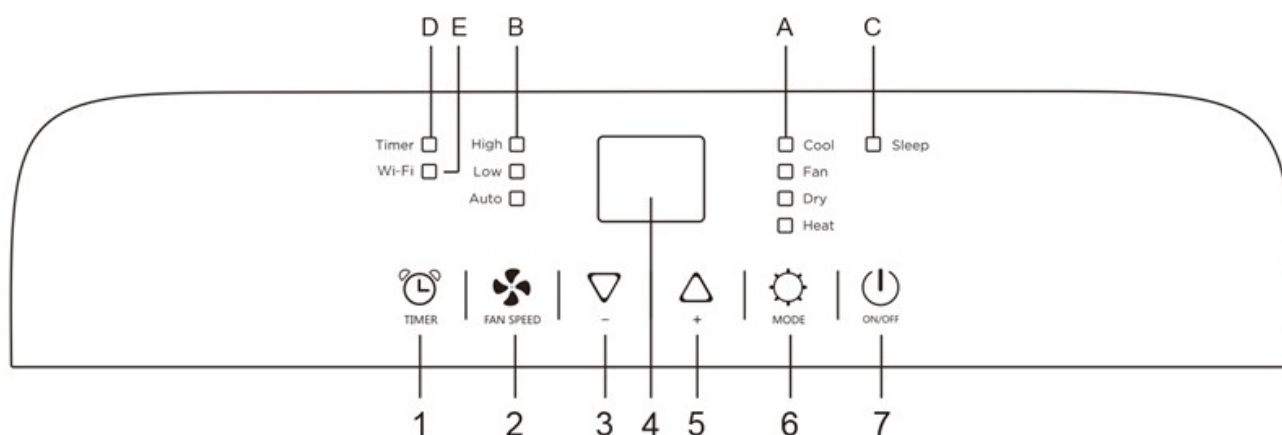 D E B A C
Timer High Cool Sleep
Wi-Fi Low Fan
Auto Dry
Heat
TIMER FAN SPEED − + MODE ON/OFF
1 2 3 4 5 6 7